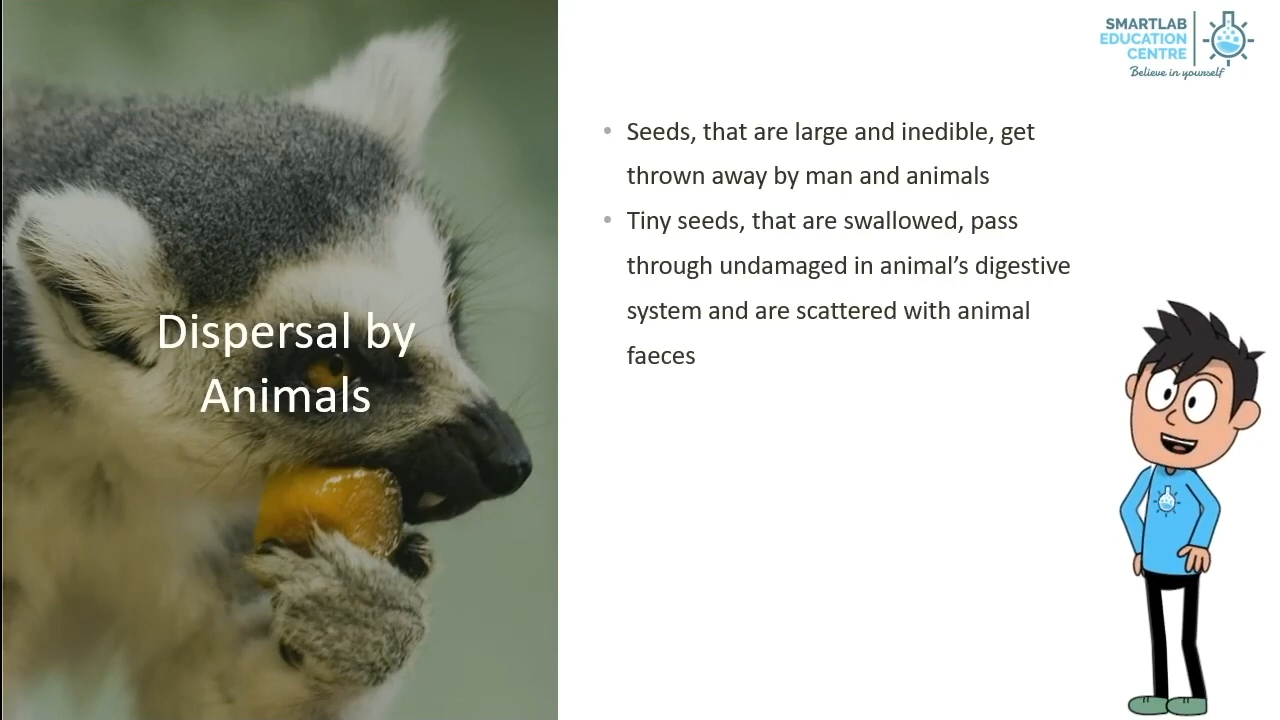 SMARTLAB
EDUCATION
CENTRE
Believe in yourself
Dispersal by
Animals
• Seeds, that are large and inedible, get
thrown away by man and animals
• Tiny seeds, that are swallowed, pass
through undamaged in animal’s digestive
system and are scattered with animal
faeces